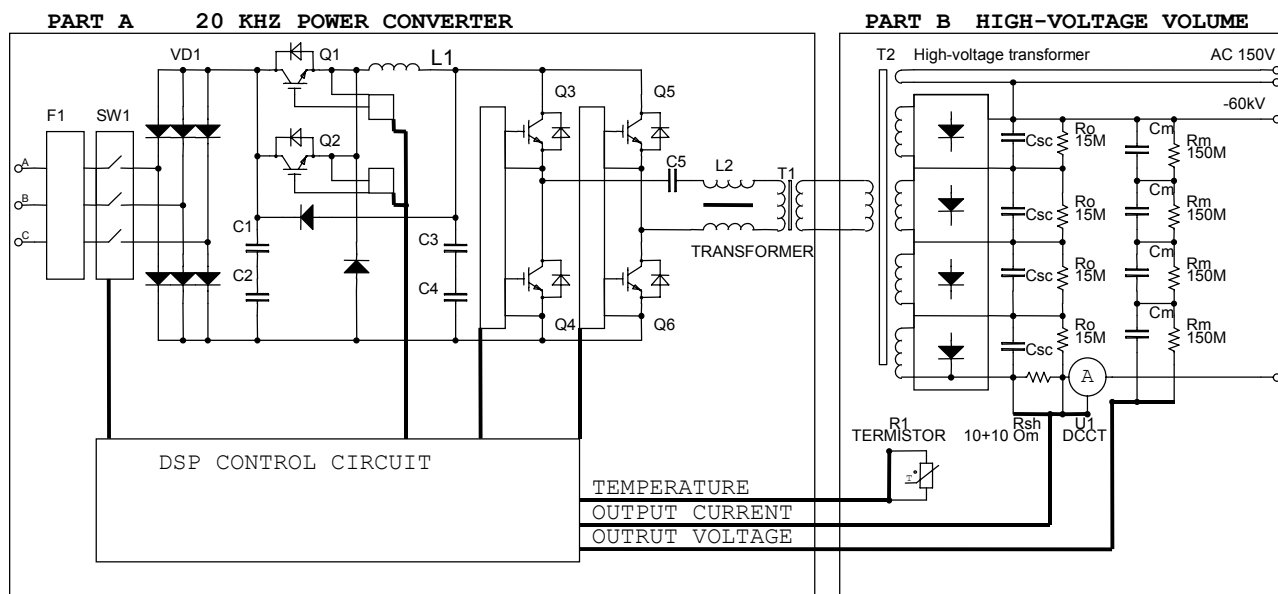 PART A 20 KHZ POWER CONVERTER
PART B HIGH-VOLTAGE VOLUME
VD1
Q1
L1
T2 High-voltage transformer
AC 150V
F1
SW1
Q3
Q5
-60kV
Q2
Csc
Ro
15M
Cm
Rm
150M
A
B
C
C5
L2
T1
Csc
Ro
15M
Cm
Rm
150M
C1
C3
TRANSFORMER
C2
C4
Csc
Ro
15M
Cm
Rm
150M
Q4
Q6
Csc
Ro
15M
Cm
Rm
150M
A
R1
TERMISTOR
Rsh
10+10 Om
U1
DCCT
DSP CONTROL CIRCUIT
T°
TEMPERATURE
OUTPUT CURRENT
OUTRUT VOLTAGE